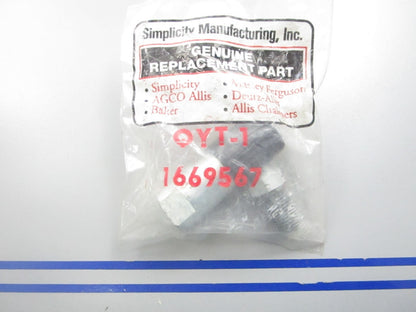 Simplicity Manufacturing, Inc.
GENUINE
REPLACEMENT PART
• Simplicity
• Massey Ferguson
• AGCO Allis
• Deutz-Allis
• Baker
• Allis Chalmers
QYT-1
1669567